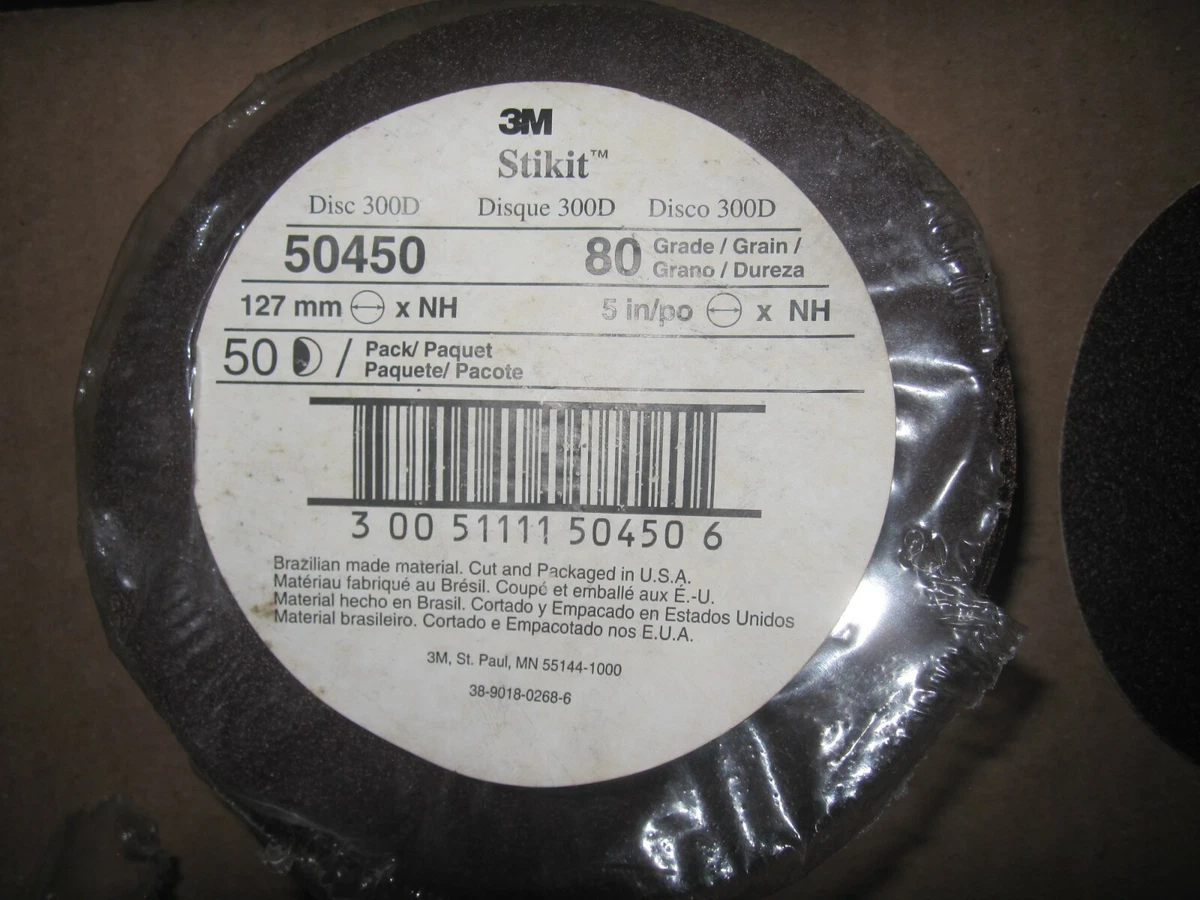 3M
Stikit™
Disc 300D Disque 300D Disco 300D
50450 80 Grade / Grain / Grano / Dureza
127 mm x NH 5 in/po x NH
50 / Pack/ Paquet
Paquete/ Pacote
3 00 51111 50450 6
Brazilian made material. Cut and Packaged in U.S.A.
Matériau fabriqué au Brésil. Coupé et emballé aux É.-U.
Material hecho en Brasil. Cortado y Empacado en Estados Unidos
Material brasileiro. Cortado e Empacotado nos E.U.A.
3M, St. Paul, MN 55144-1000
38-9018-0268-6